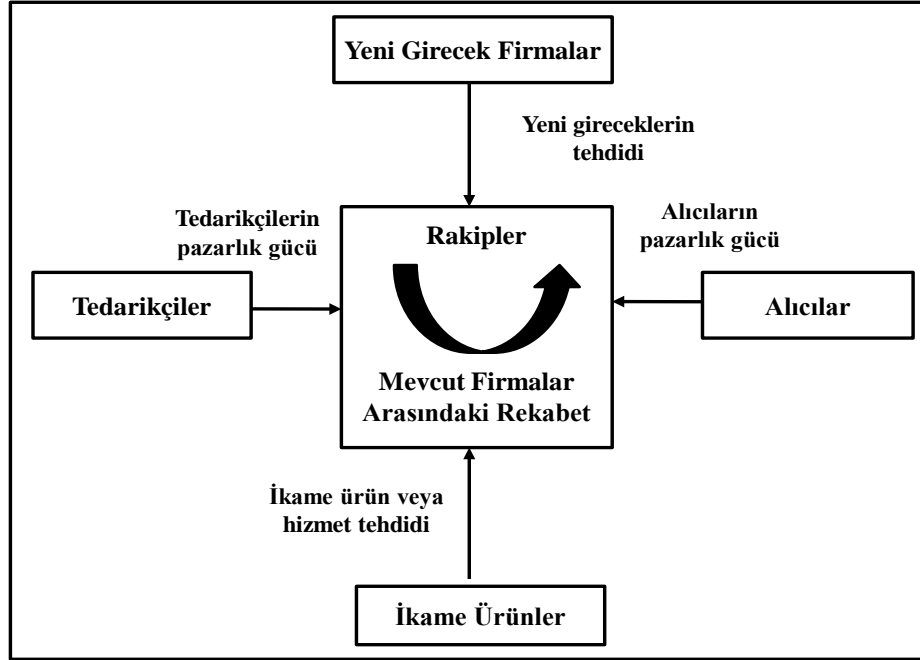 Yeni Girecek Firmalar
Yeni gireceklerin
tehdidi
Tedarikçilerin
pazarlık gücü
Rakipler
Alıcıların
pazarlık gücü
Tedarikçiler
Alıcılar
Mevcut Firmalar
Arasındaki Rekabet
İkame ürün veya
hizmet tehdidi
İkame Ürünler